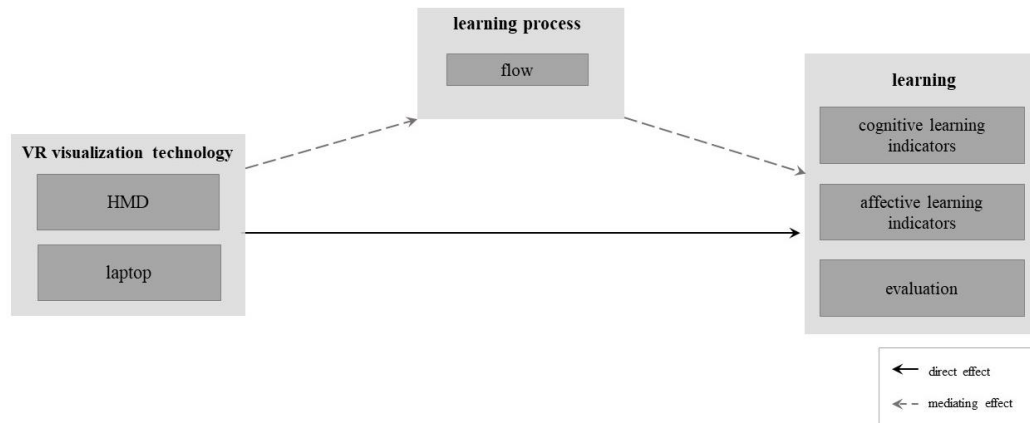 learning process
flow
VR visualization technology
HMD
laptop
learning
cognitive learning
indicators
affective learning
indicators
evaluation
direct effect
mediating effect